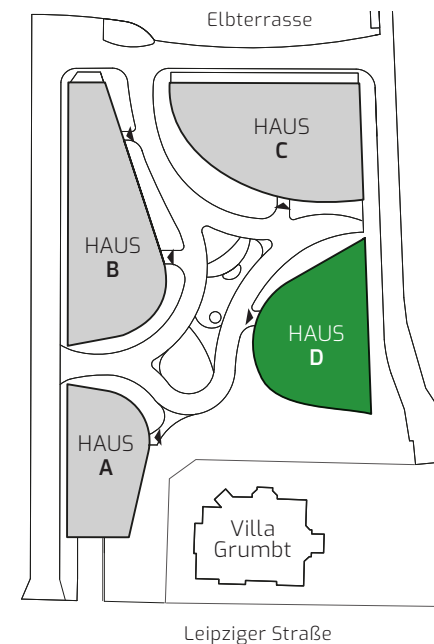 Elbterrasse
HAUS
C
HAUS
B
HAUS
D
HAUS
A
Villa
Grumbt
Leipziger Straße